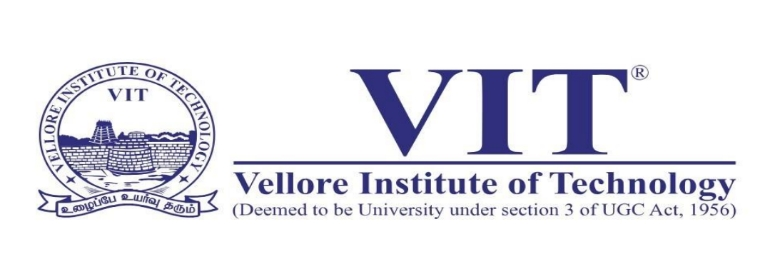 VELLORE INSTITUTE OF TECHNOLOGY
VIT
உழைப்பே உயர்வு தரும்
VIT®
Vellore Institute of Technology
(Deemed to be University under section 3 of UGC Act, 1956)